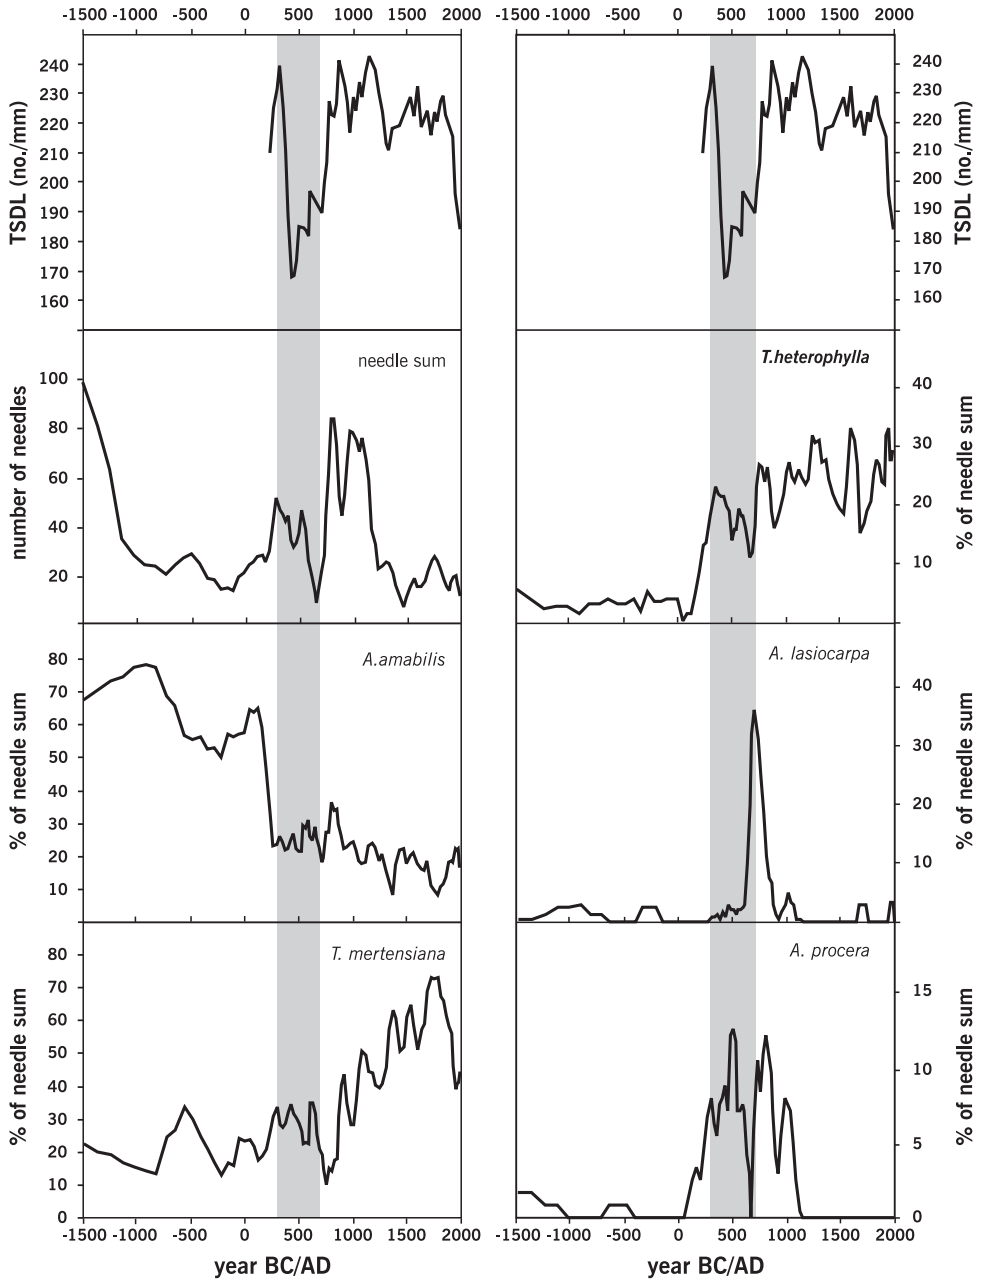 -1500 -1000 -500 0 500 1000 1500 2000
-1500 -1000 -500 0 500 1000 1500 2000
TSDL (no./mm)
240
230
220
210
200
190
180
170
160
240
230
220
210
200
190
180
170
160
TSDL (no./mm)
needle sum
number of needles
100
80
60
40
20
T.heterophylla
40
30
20
10
% of needle sum
A.amabilis
% of needle sum
80
70
60
50
40
30
20
10
A. lasiocarpa
40
30
20
10
% of needle sum
T. mertensiana
% of needle sum
80
70
60
50
40
30
20
10
0
A. procera
15
10
5
0
% of needle sum
-1500 -1000 -500 0 500 1000 1500 2000
-1500 -1000 -500 0 500 1000 1500 2000
year BC/AD
year BC/AD